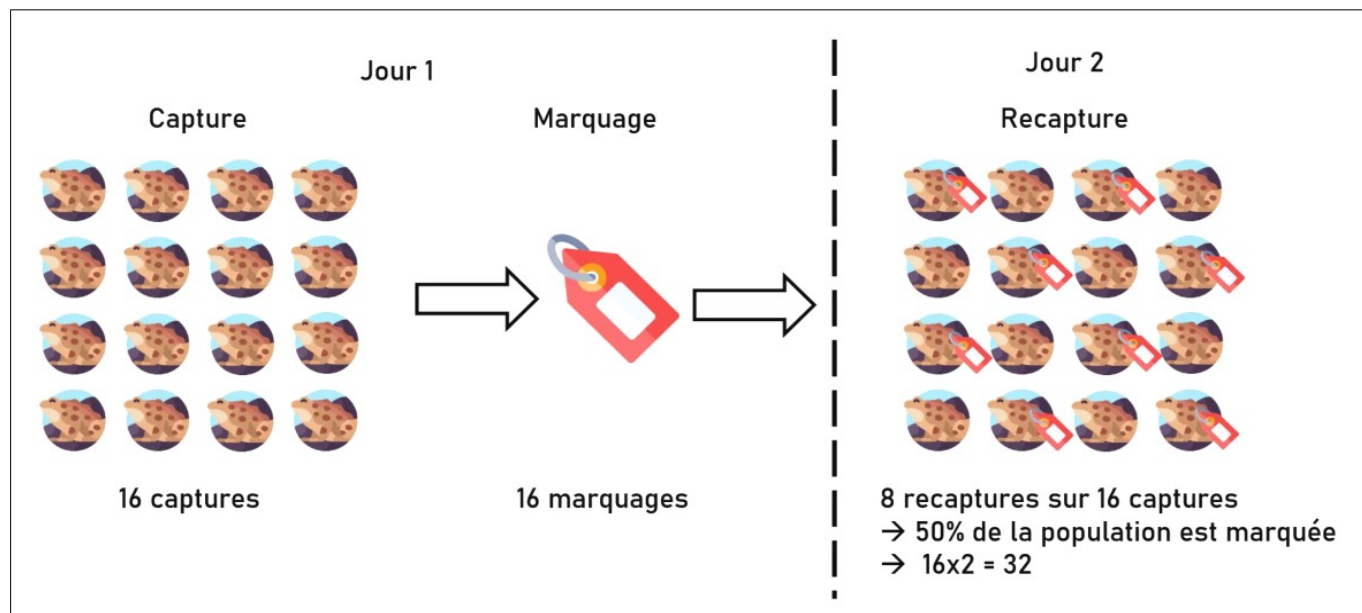 Jour 1
Jour 2
Capture
Marquage
Recapture
16 captures
16 marquages
8 recaptures sur 16 captures
→ 50% de la population est marquée
→ 16x2 = 32